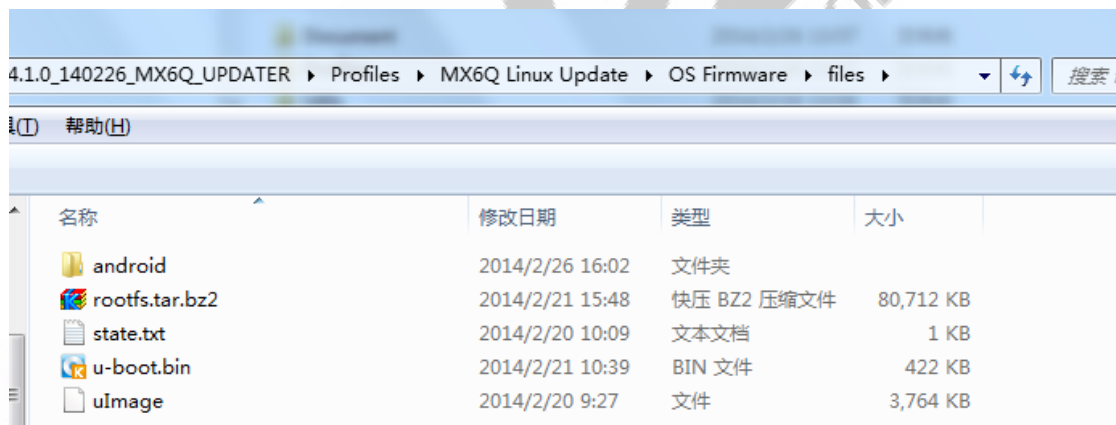 4.1.0_140226_MX6Q_UPDATER ▸ Profiles ▸ MX6Q Linux Update ▸ OS Firmware ▸ files ▸ 搜索
(T) 帮助(H)
名称 修改日期 类型 大小
android 2014/2/26 16:02 文件夹
rootfs.tar.bz2 2014/2/21 15:48 快压 BZ2 压缩文件 80,712 KB
state.txt 2014/2/20 10:09 文本文档 1 KB
u-boot.bin 2014/2/21 10:39 BIN 文件 422 KB
uImage 2014/2/20 9:27 文件 3,764 KB